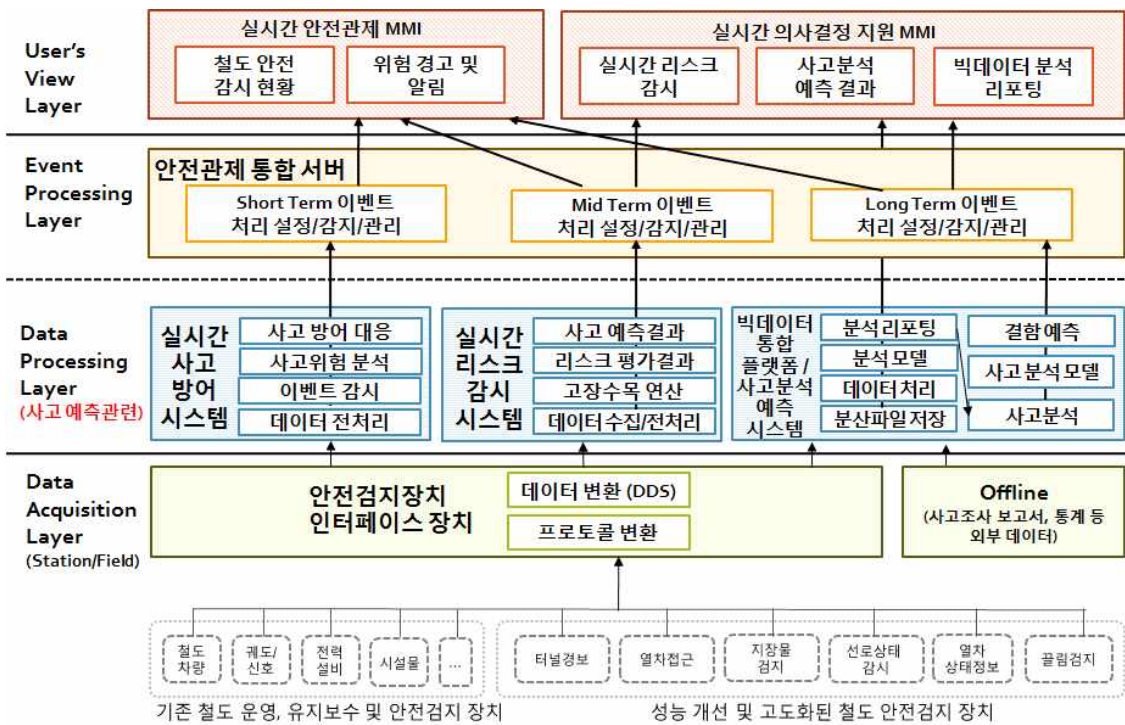 User's
View
Layer
실시간 안전관제 MMI
철도 안전
감시 현황
위험 경고 및
알림
실시간 의사결정 지원 MMI
실시간 리스크
감시
사고분석
예측 결과
빅데이터 분석
리포팅
Event
Processing
Layer
안전관제 통합 서버
Short Term 이벤트
처리 설정/감지/관리
Mid Term 이벤트
처리 설정/감지/관리
Long Term 이벤트
처리 설정/감지/관리
Data
Processing
Layer
(사고 예측관련)
실시간
사고
방어
시스템
사고 방어 대응
사고위험 분석
이벤트 감시
데이터 전처리
실시간
리스크
감시
시스템
사고 예측결과
리스크 평가결과
고장수목 연산
데이터 수집/전처리
빅데이터
통합
플랫폼/
사고분석
예측
시스템
분석 리포팅
분석 모델
데이터 처리
분산파일 저장
결함 예측
사고 분석 모델
사고분석
Data
Acquisition
Layer
(Station/Field)
안전검지장치
인터페이스 장치
데이터 변환 (DDS)
프로토콜 변환
Offline
(사고조사 보고서, 통계 등
외부 데이터)
철도
차량
궤도/
신호
전력
설비
시설물
...
터널경보
열차접근
지장물
검지
선로상태
감시
열차
상태정보
끌림검지
기존 철도 운영, 유지보수 및 안전검지 장치
성능 개선 및 고도화된 철도 안전검지 장치